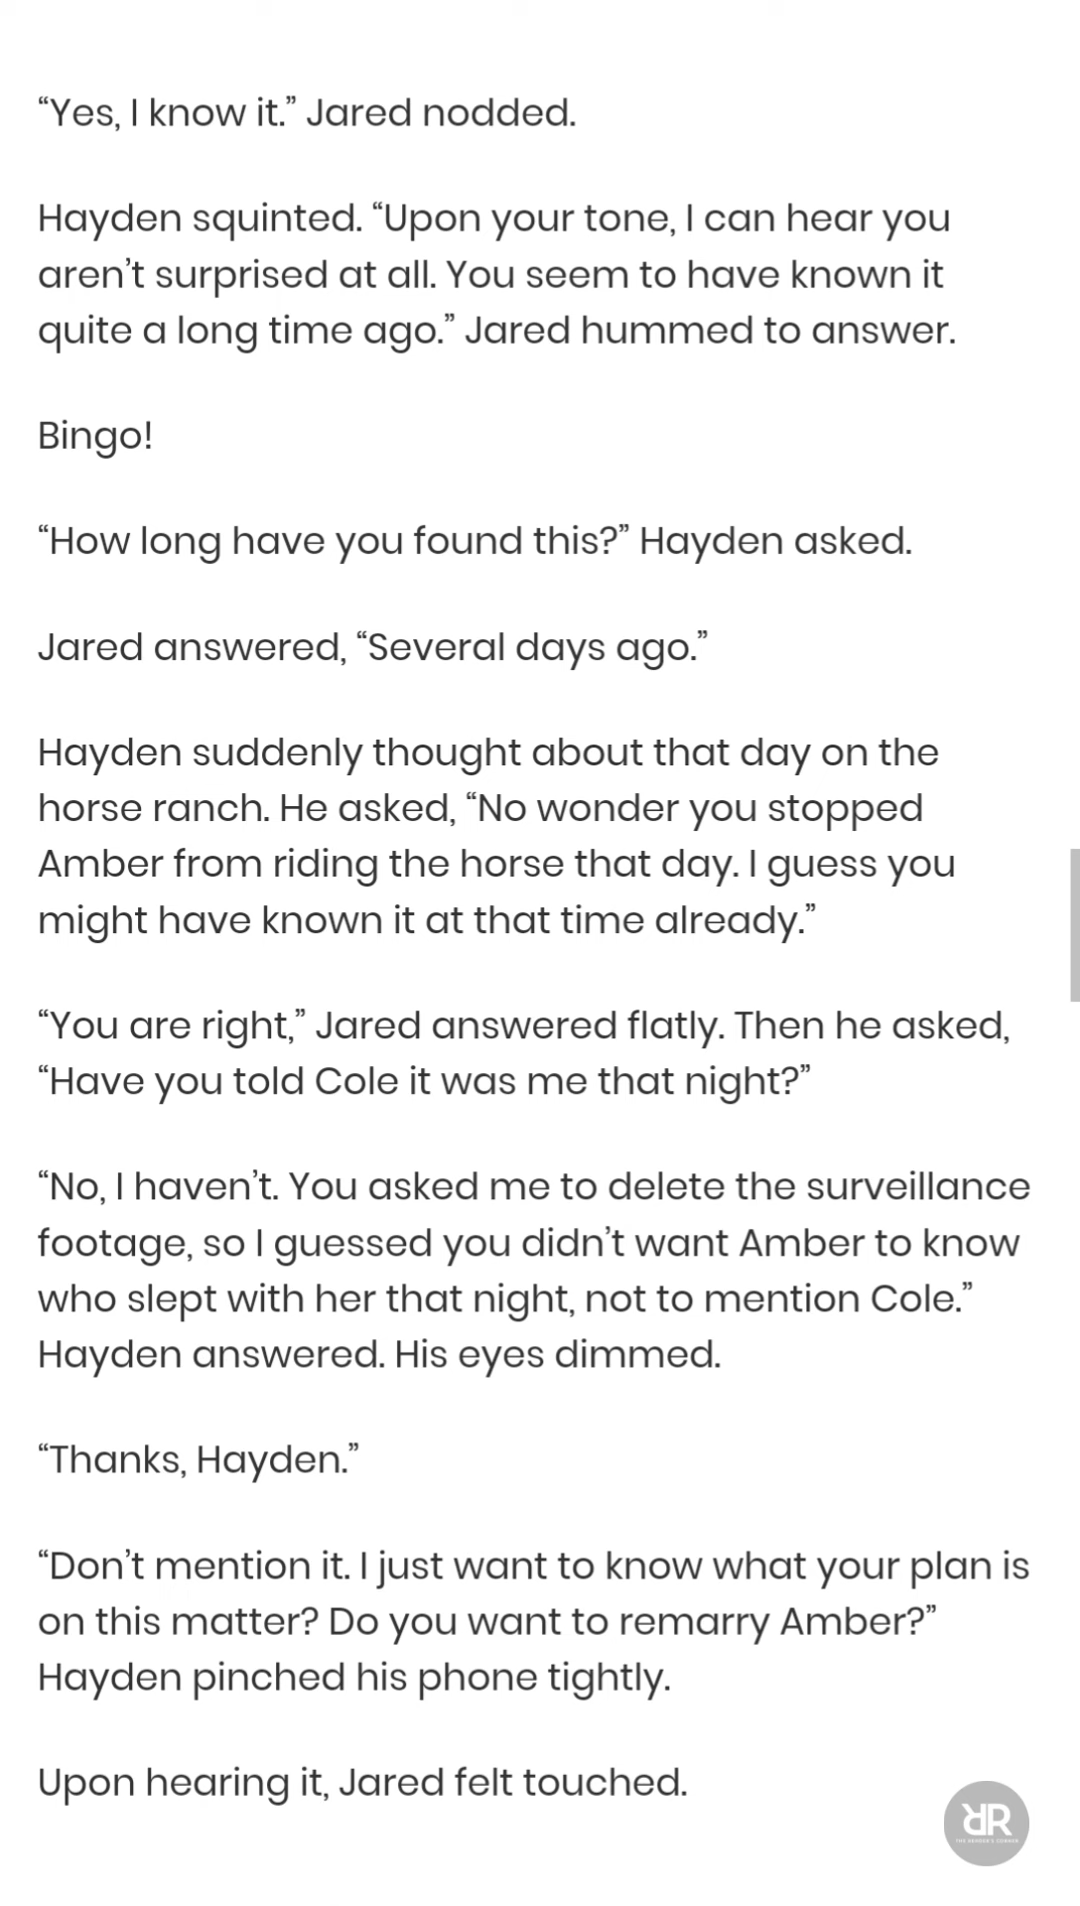 “Yes, I know it.” Jared nodded.
Hayden squinted. “Upon your tone, I can hear you
aren’t surprised at all. You seem to have known it
quite a long time ago.” Jared hummed to answer.
Bingo!
“How long have you found this?” Hayden asked.
Jared answered, “Several days ago.”
Hayden suddenly thought about that day on the
horse ranch. He asked, “No wonder you stopped
Amber from riding the horse that day. I guess you
might have known it at that time already.”
“You are right,” Jared answered flatly. Then he asked,
“Have you told Cole it was me that night?”
“No, I haven’t. You asked me to delete the surveillance
footage, so I guessed you didn’t want Amber to know
who slept with her that night, not to mention Cole.”
Hayden answered. His eyes dimmed.
“Thanks, Hayden.”
“Don’t mention it. I just want to know what your plan is
on this matter? Do you want to remarry Amber?”
Hayden pinched his phone tightly.
Upon hearing it, Jared felt touched.
RR
THE READER'S CORNER